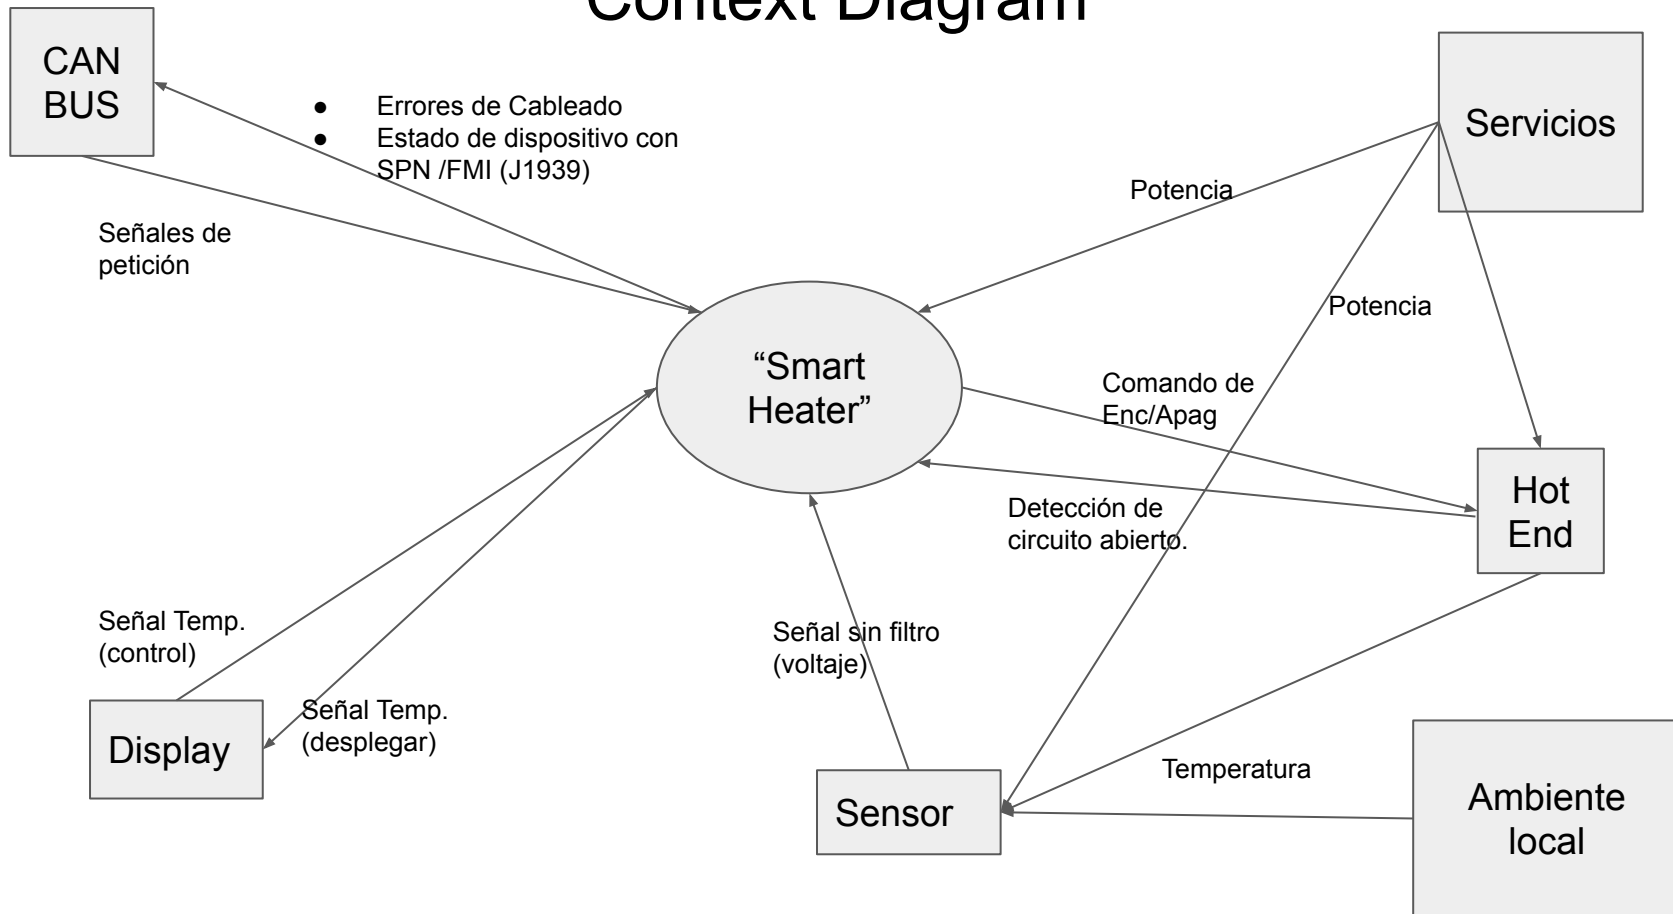 Context Diagram
CAN
BUS
● Errores de Cableado
● Estado de dispositivo con
SPN /FMI (J1939)
Servicios
Potencia
Señales de
petición
Potencia
“Smart
Heater”
Comando de
Enc/Apag
Hot
End
Detección de
circuito abierto.
Señal Temp.
(control)
Señal sin filtro
(voltaje)
Señal Temp.
(desplegar)
Display
Temperatura
Sensor
Ambiente
local